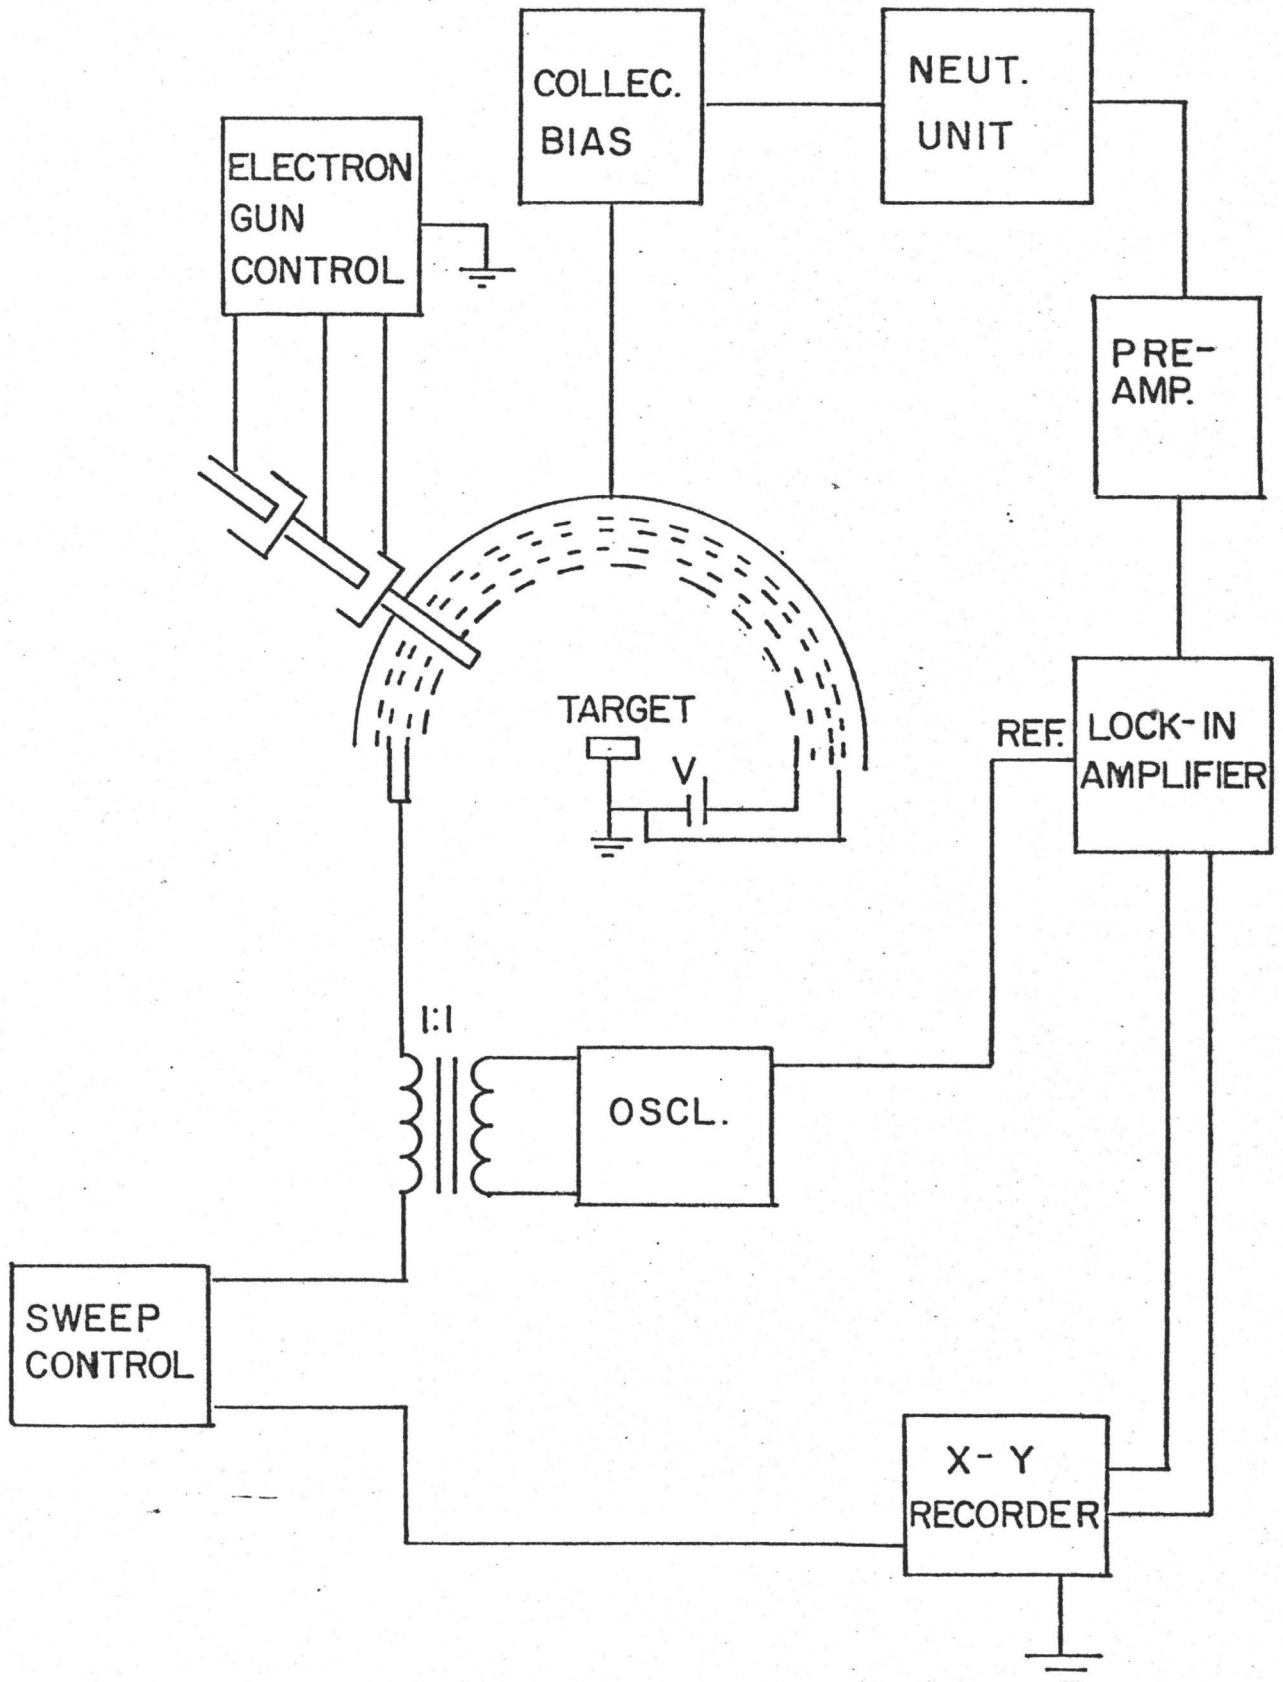 COLLEC.
BIAS
NEUT.
UNIT
ELECTRON
GUN
CONTROL
PRE-
AMP.
TARGET
V
REF.
LOCK-IN
AMPLIFIER
1:1
OSCL.
SWEEP
CONTROL
X-Y
RECORDER